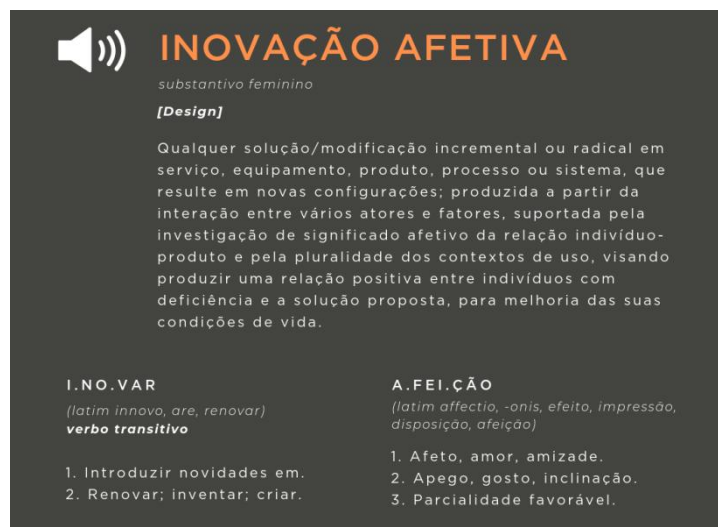 INOVAÇÃO AFETIVA
substantivo feminino
[Design]
Qualquer solução/modificação incremental ou radical em
serviço, equipamento, produto, processo ou sistema, que
resulte em novas configurações; produzida a partir da
interação entre vários atores e fatores, suportada pela
investigação de significado afetivo da relação indivíduo-
produto e pela pluralidade dos contextos de uso, visando
produzir uma relação positiva entre indivíduos com
deficiência e a solução proposta, para melhoria das suas
condições de vida.
I.NO.VAR
(latim innovo, are, renovar)
verbo transitivo
1. Introduzir novidades em.
2. Renovar; inventar; criar.
A.FEI.ÇÃO
(latim affectio, -onis, efeito, impressão,
disposição, afeição)
1. Afeto, amor, amizade.
2. Apego, gosto, inclinação.
3. Parcialidade favorável.